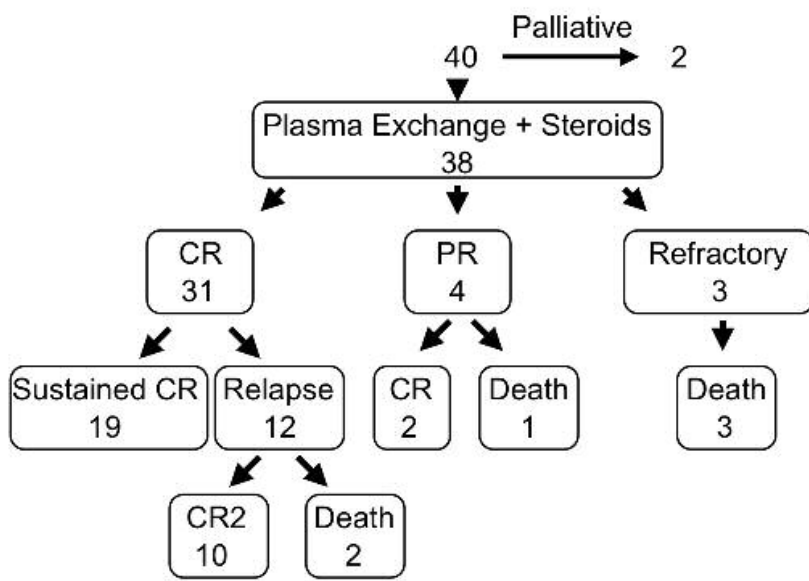 Palliative
40
2
Plasma Exchange + Steroids
38
CR
31
PR
4
Refractory
3
Sustained CR
19
Relapse
12
CR
2
Death
1
Death
3
CR2
10
Death
2